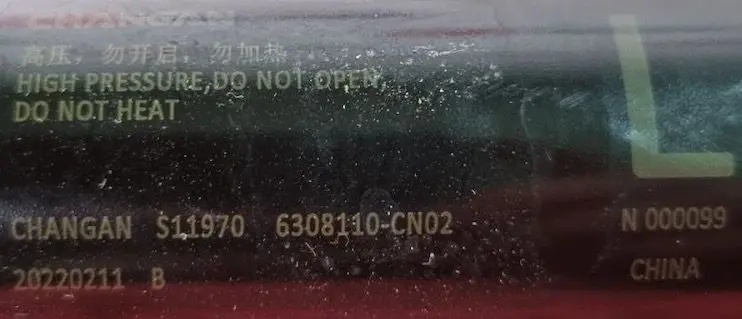 CHANGAN
高压，勿开启，勿加热
HIGH PRESSURE,DO NOT OPEN,
DO NOT HEAT
L
CHANGAN S11970 6308110-CN02
N 000099
20220211 B
CHINA